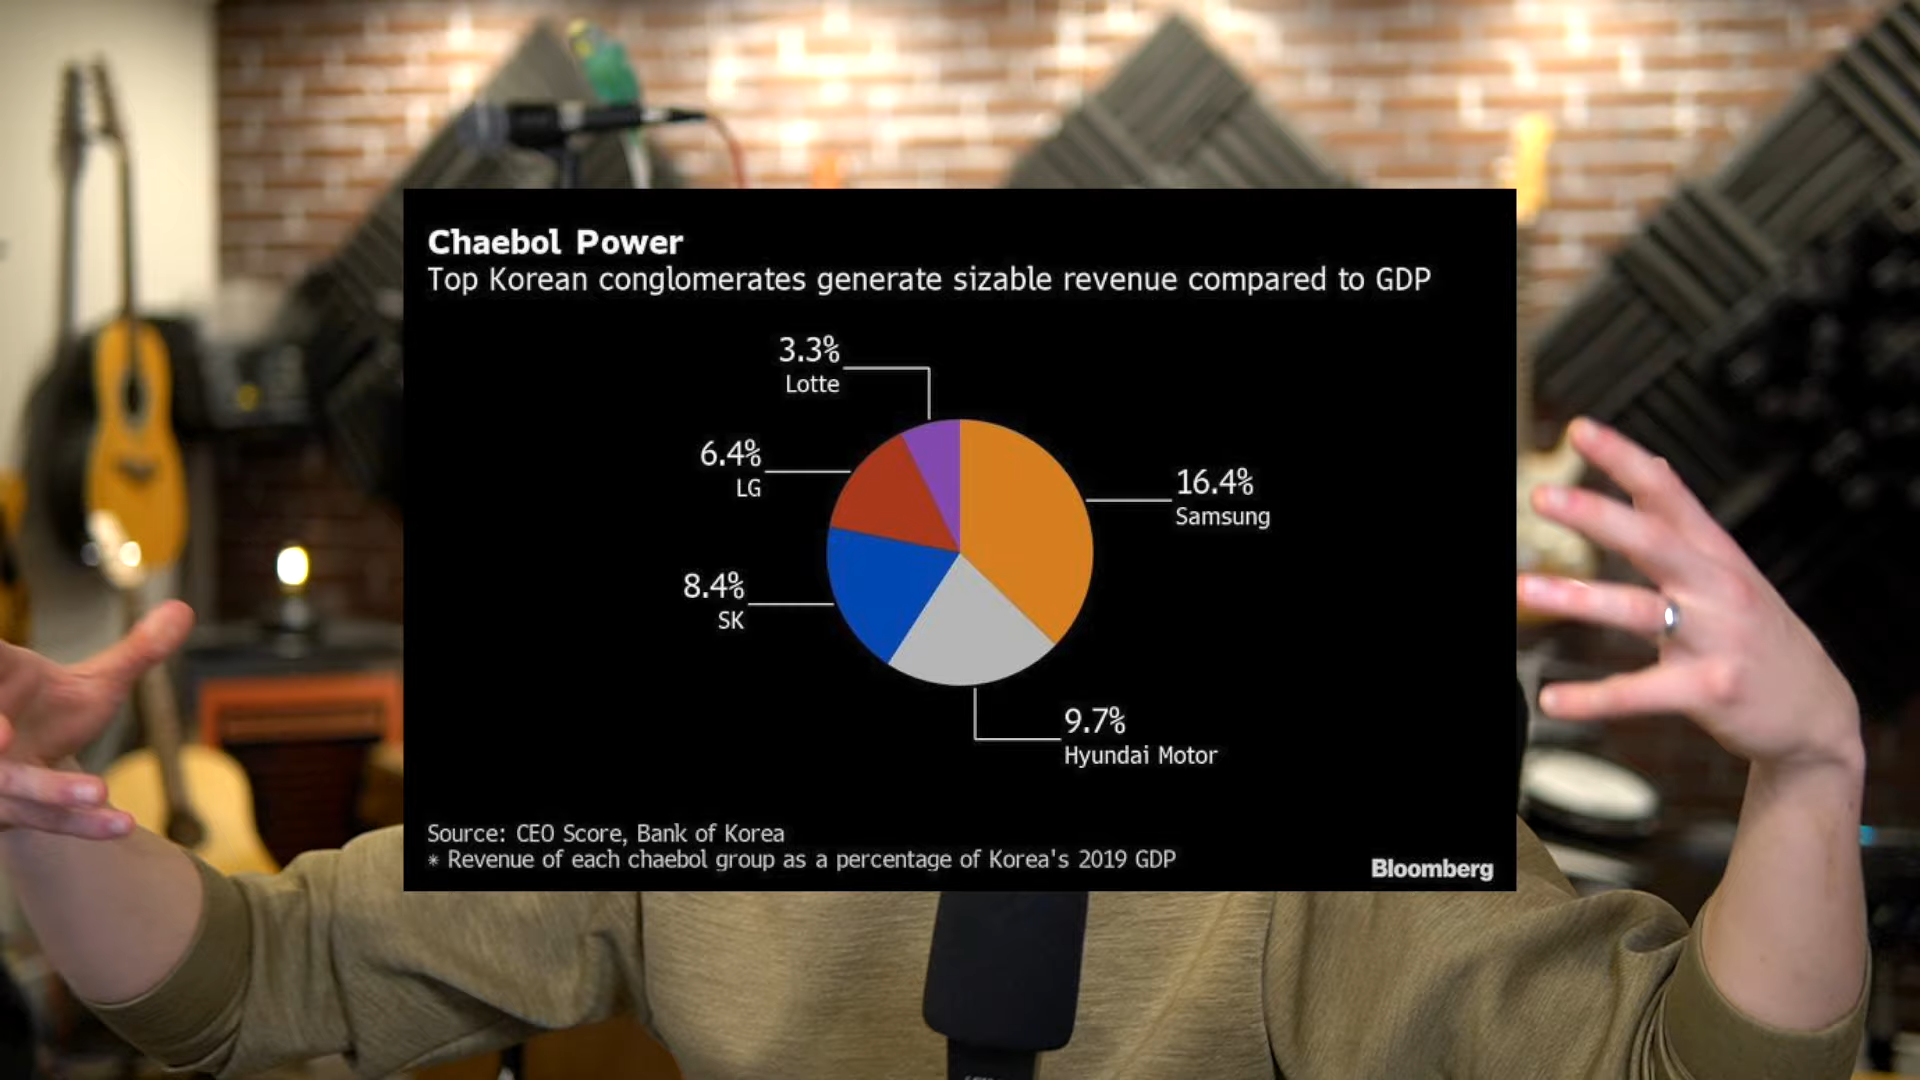 Chaebol Power
Top Korean conglomerates generate sizable revenue compared to GDP
3.3%
Lotte
6.4%
LG
16.4%
Samsung
8.4%
SK
9.7%
Hyundai Motor
Source: CEO Score, Bank of Korea
* Revenue of each chaebol group as a percentage of Korea's 2019 GDP
Bloomberg